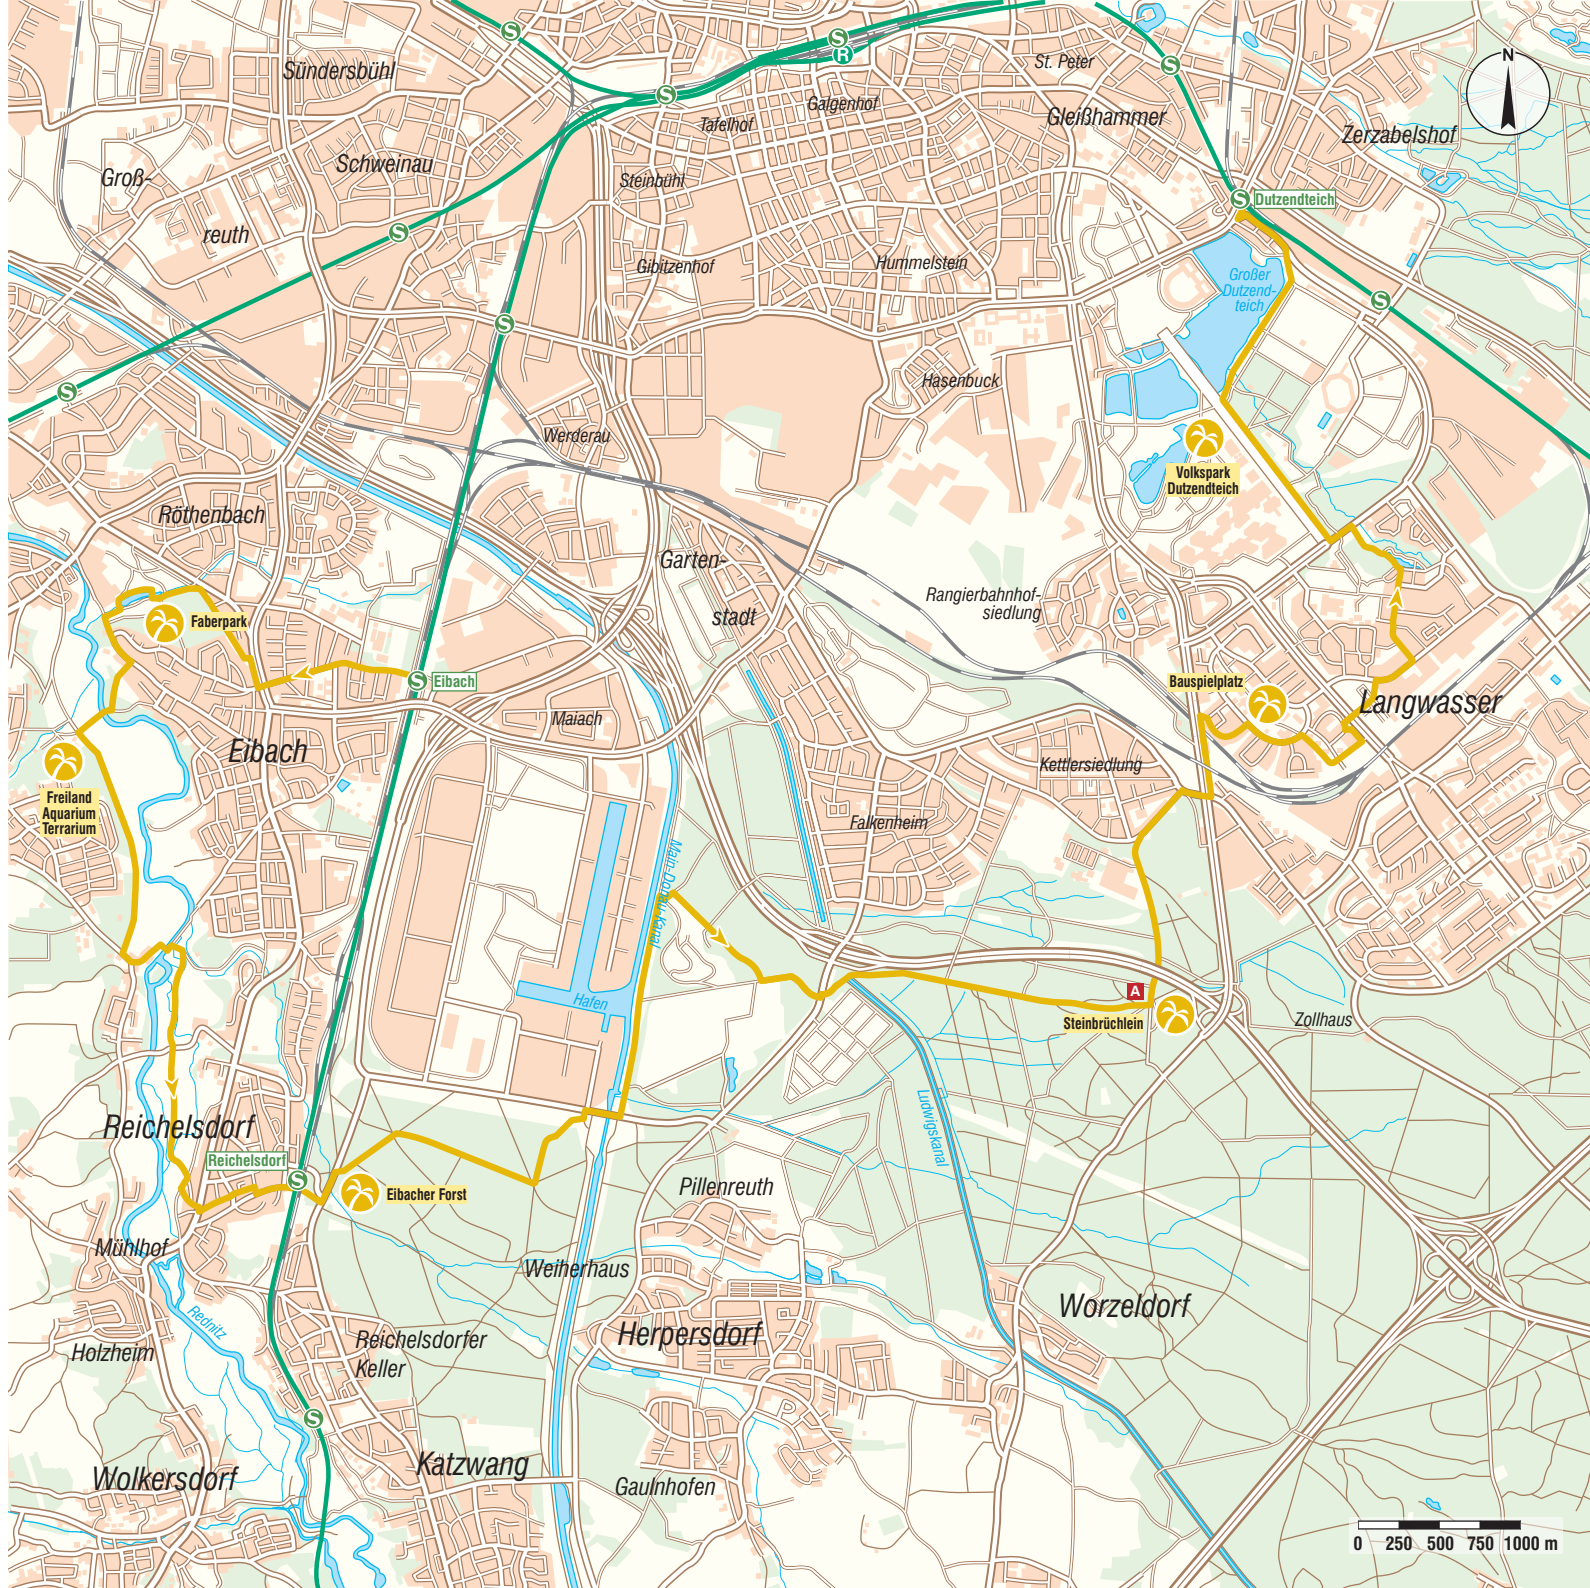 S
S
R
St. Peter
S
N
Sündersbühl
S
Galgenhof
Tafelhof
Gleißhammer
Zerzabelshof
Schweinau
Groß-
reuth
Steinbühl
S
Dutzendteich
S
Gibitzenhof
Hummelstein
Großer
Dutzend-
teich
S
S
S
Hasenbuck
Werderau
Volkspark
Dutzendteich
Röthenbach
Garten-
stadt
Rangierbahnhof-
siedlung
Faberpark
S
Eibach
Bauspielplatz
Langwasser
Maiach
Eibach
Kettlersiedlung
Freiland
Aquarium
Terrarium
Falkenheim
Main-Donau-Kanal
Hafen
A
Steinbrüchlein
Zollhaus
Ludwigskanal
Reichelsdorf
Reichelsdorf
S
Eibacher Forst
Pillenreuth
Mühlhof
Weiherhaus
Rednitz
Worzeldorf
Herpersdorf
Reichelsdorfer
Keller
Holzheim
S
Katzwang
Wolkersdorf
Gaulnhofen
0 250 500 750 1000 m